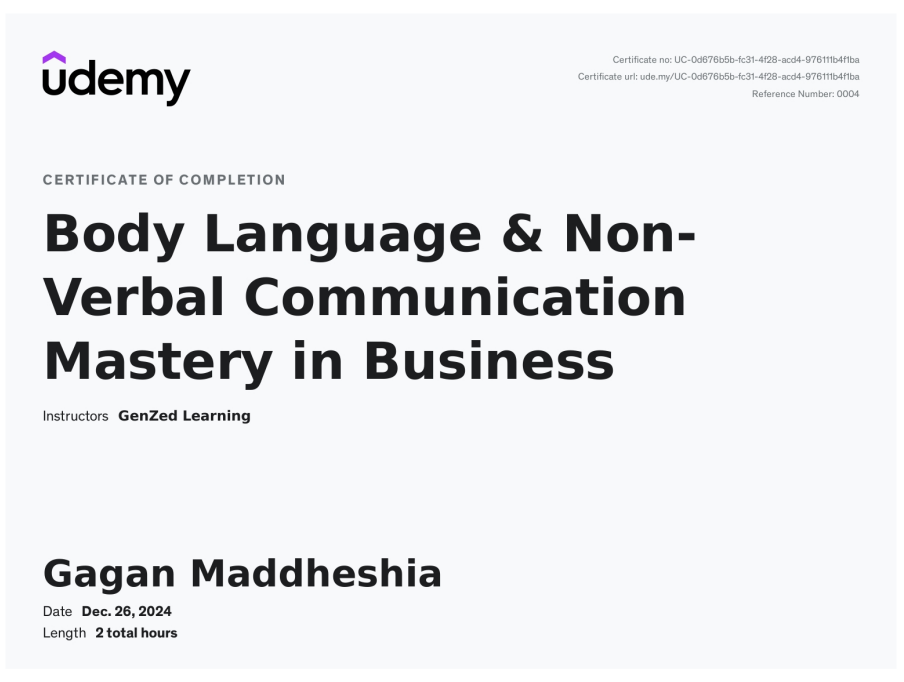 udemy
Certificate no: UC-0d676b5b-fc31-4f28-acd4-976111b4f1ba
Certificate url: ude.my/UC-0d676b5b-fc31-4f28-acd4-976111b4f1ba
Reference Number: 0004
CERTIFICATE OF COMPLETION
Body Language & Non-
Verbal Communication
Mastery in Business
Instructors GenZed Learning
Gagan Maddheshia
Date Dec. 26, 2024
Length 2 total hours